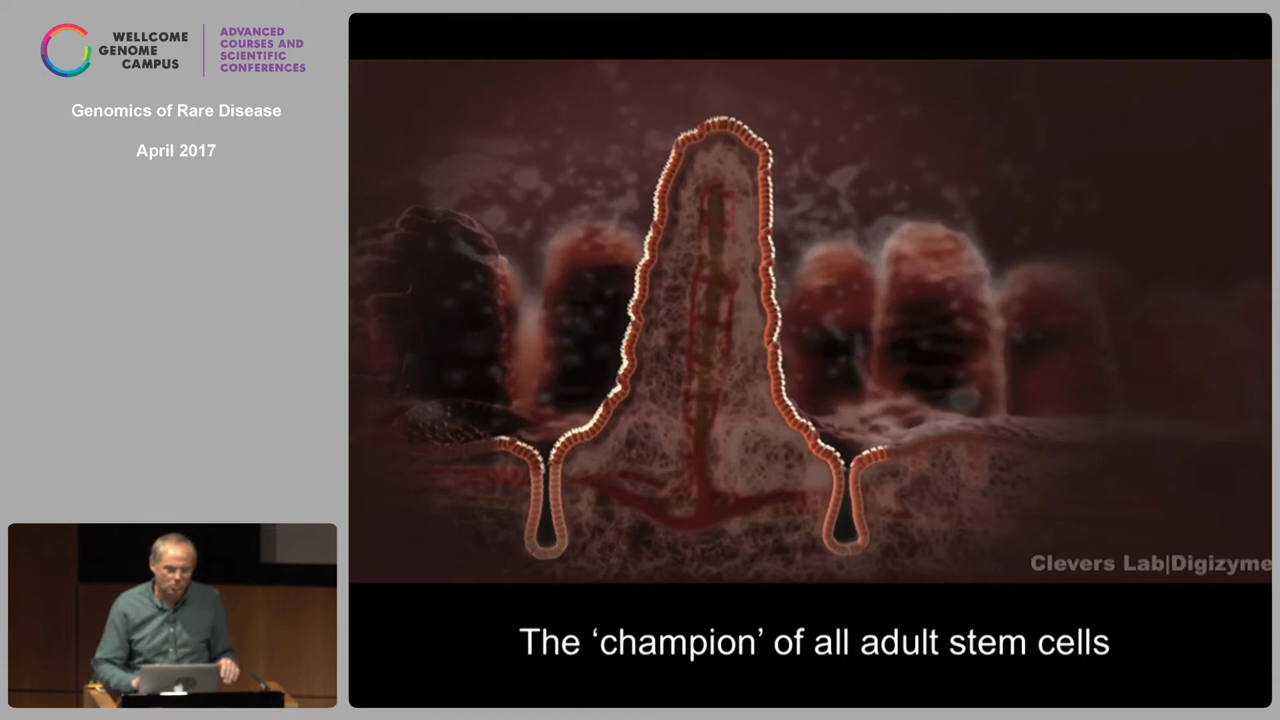 WELLCOME
GENOME
CAMPUS
ADVANCED
COURSES AND
SCIENTIFIC
CONFERENCES
Genomics of Rare Disease
April 2017
Clevers Lab|Digizyme
The ‘champion’ of all adult stem cells